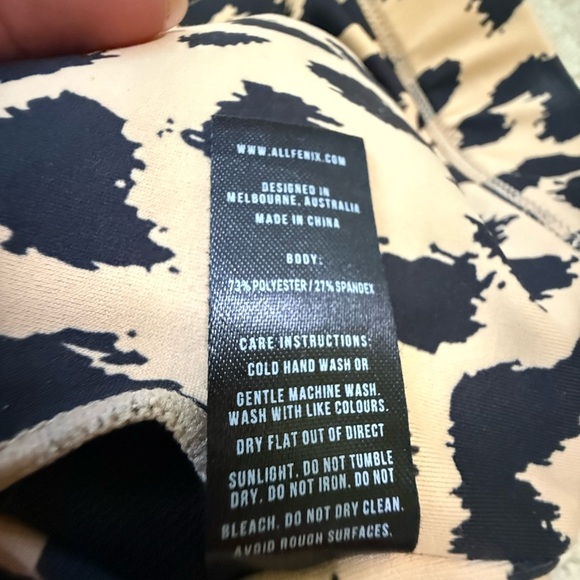 WWW.ALLFENIX.COM
DESIGNED IN
MELBOURNE, AUSTRALIA
MADE IN CHINA
BODY:
73% POLYESTER / 27% SPANDEX
CARE INSTRUCTIONS:
COLD HAND WASH OR
GENTLE MACHINE WASH.
WASH WITH LIKE COLOURS.
DRY FLAT OUT OF DIRECT
SUNLIGHT. DO NOT TUMBLE
DRY. DO NOT IRON. DO NOT
BLEACH. DO NOT DRY CLEAN.
AVOID ROUGH SURFACES.